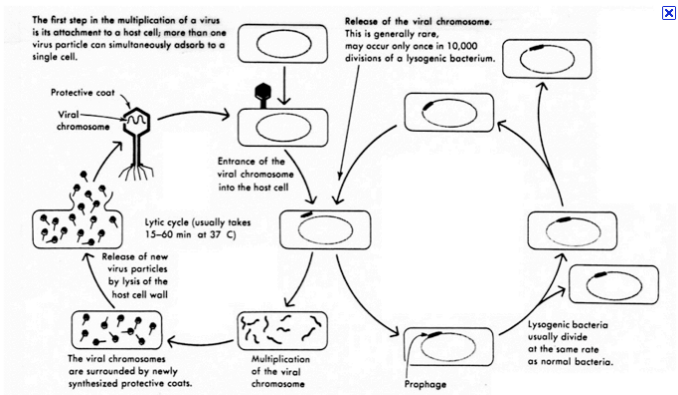 The first step in the multiplication of a virus
is its attachment to a host cell; more than one
virus particle can simultaneously adsorb to a
single cell.
Release of the viral chromosome.
This is generally rare,
may occur only once in 10,000
divisions of a lysogenic bacterium.
Protective coat
Viral
chromosome
Entrance of the
viral chromosome
into the host cell
Lytic cycle (usually takes
15–60 min at 37 C)
Release of new
virus particles
by lysis of the
host cell wall
Lysogenic bacteria
usually divide
at the same rate
as normal bacteria.
The viral chromosomes
are surrounded by newly
synthesized protective coats.
Multiplication
of the viral
chromosome
Prophage